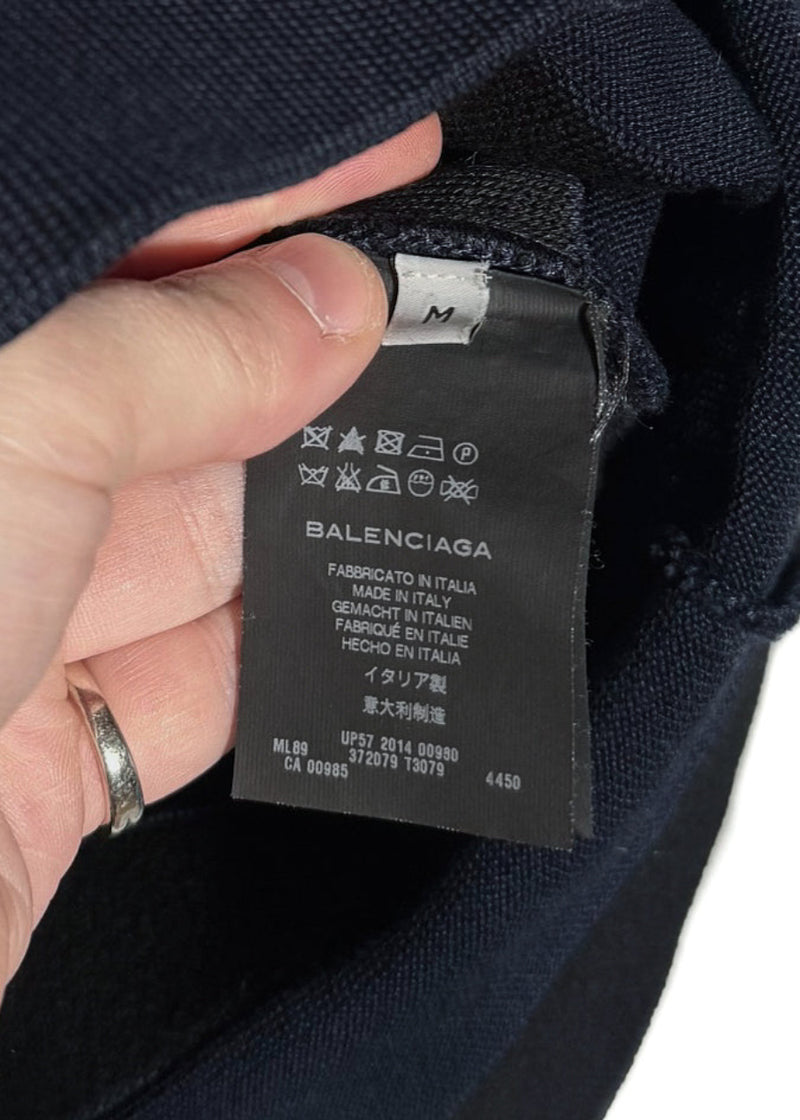 M
BALENCIAGA
FABBRICATO IN ITALIA
MADE IN ITALY
GEMACHT IN ITALIEN
FABRIQUÉ EN ITALIE
HECHO EN ITALIA
イタリア製
意大利制造
UP57 2014 00980
ML89 372079 T3079
CA 00985 4450